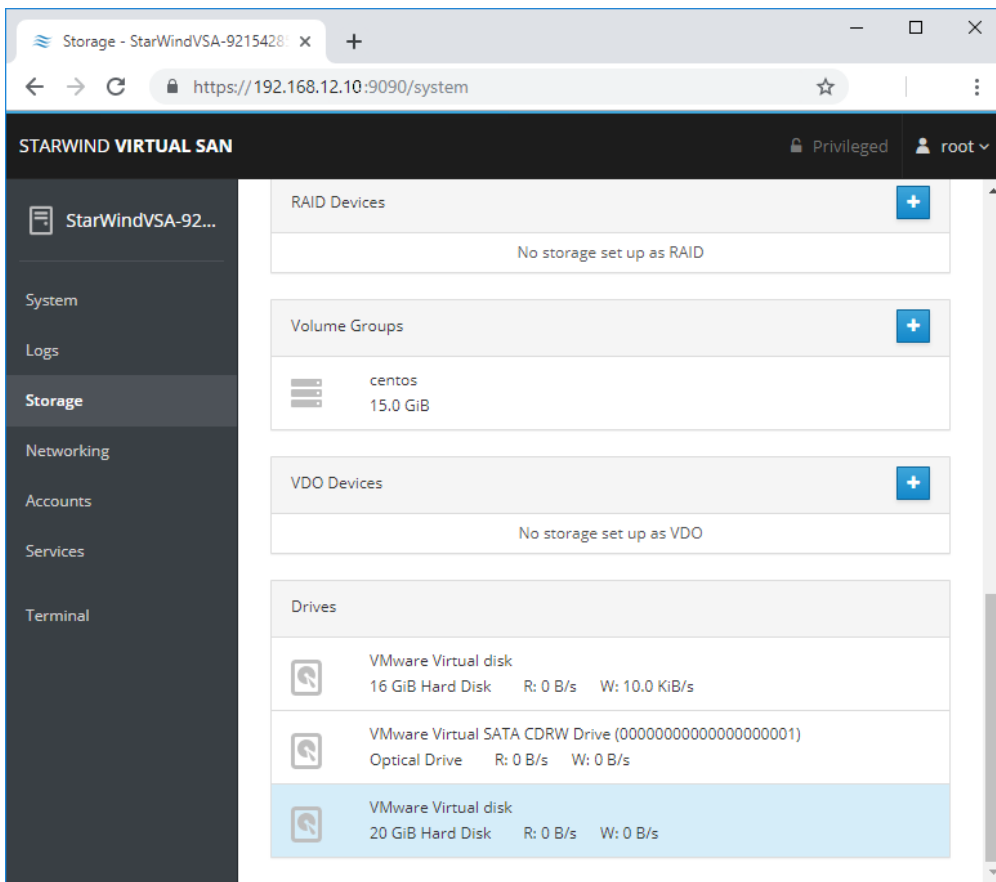 Storage - StarWindVSA-9215428
https://192.168.12.10:9090/system
STARWIND VIRTUAL SAN
Privileged
root
StarWindVSA-92...
System
Logs
Storage
Networking
Accounts
Services
Terminal
RAID Devices
No storage set up as RAID
Volume Groups
centos
15.0 GiB
VDO Devices
No storage set up as VDO
Drives
VMware Virtual disk
16 GiB Hard Disk R: 0 B/s W: 10.0 KiB/s
VMware Virtual SATA CDRW Drive (00000000000000000001)
Optical Drive R: 0 B/s W: 0 B/s
VMware Virtual disk
20 GiB Hard Disk R: 0 B/s W: 0 B/s